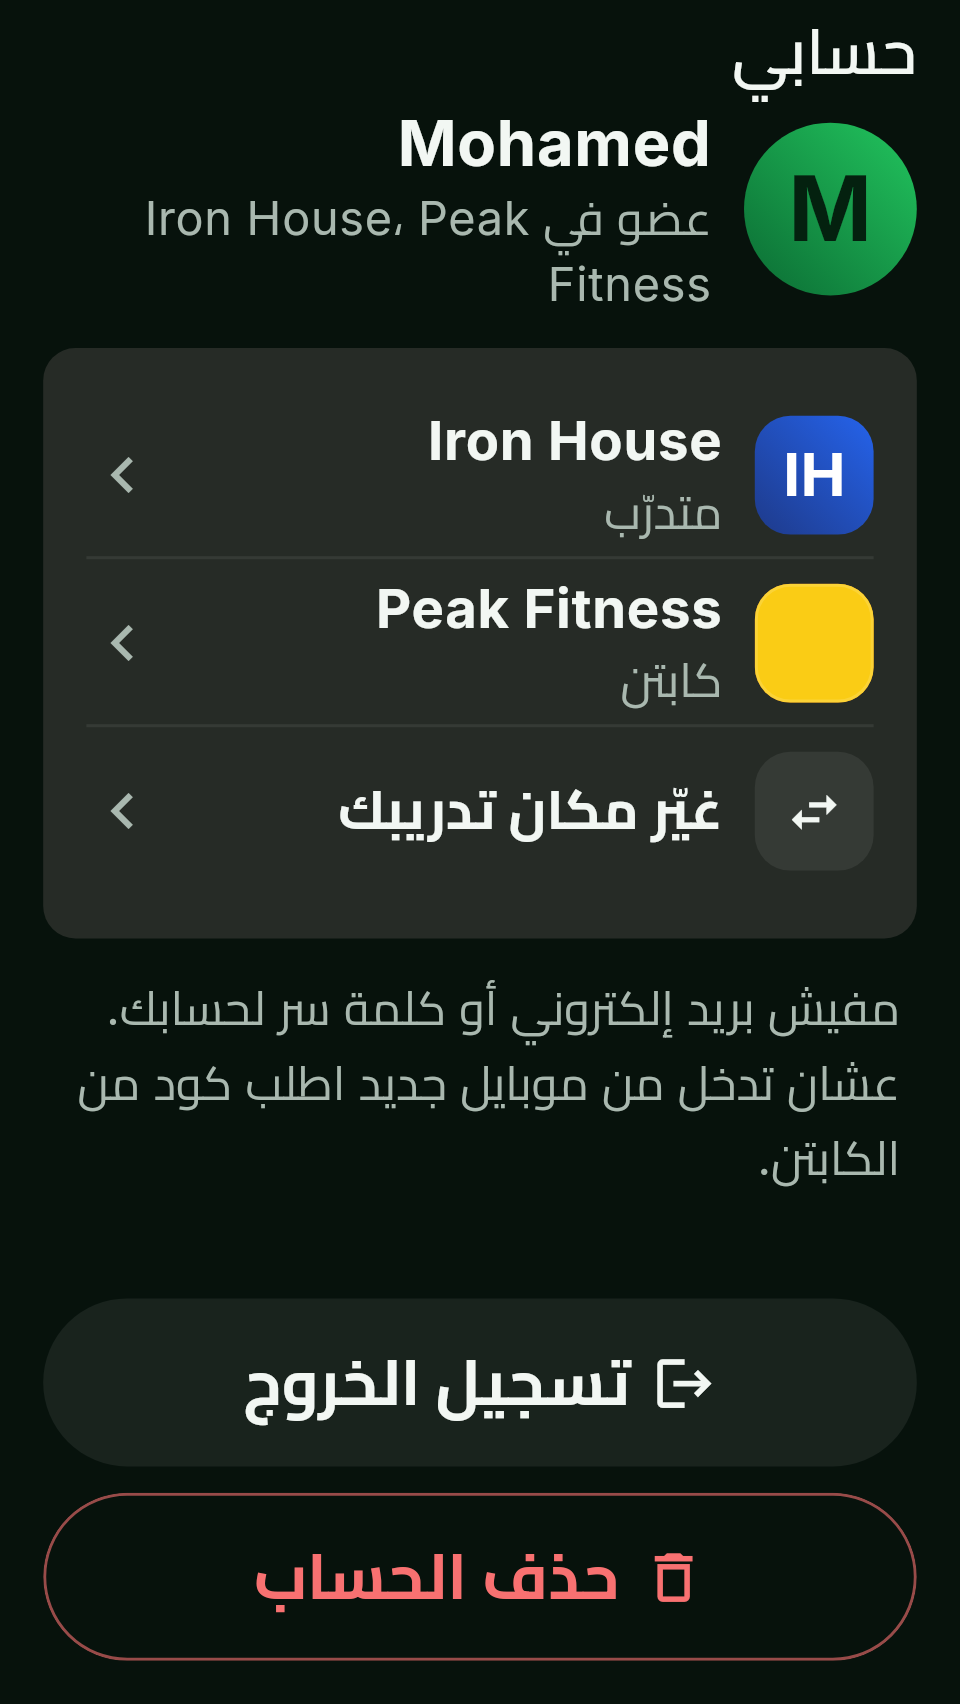 حسابي
M
Mohamed
عضو في Iron House، Peak
Fitness
IH
Iron House
متدرّب
Peak Fitness
كابتن
غيّر مكان تدريبك
مفيش بريد إلكتروني أو كلمة سر لحسابك.
عشان تدخل من موبايل جديد اطلب كود من
الكابتن.
تسجيل الخروج
حذف الحساب